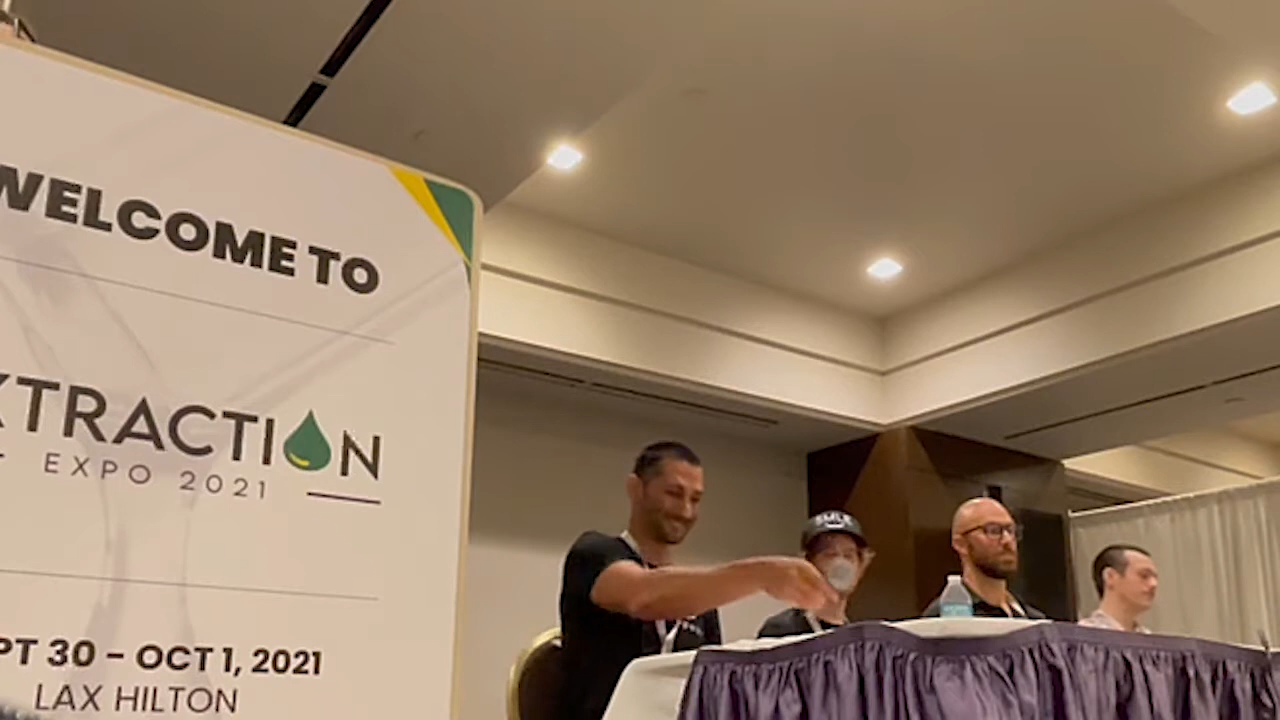 WELCOME TO
XTRACTION
EXPO 2021
PT 30 - OCT 1, 2021
LAX HILTON